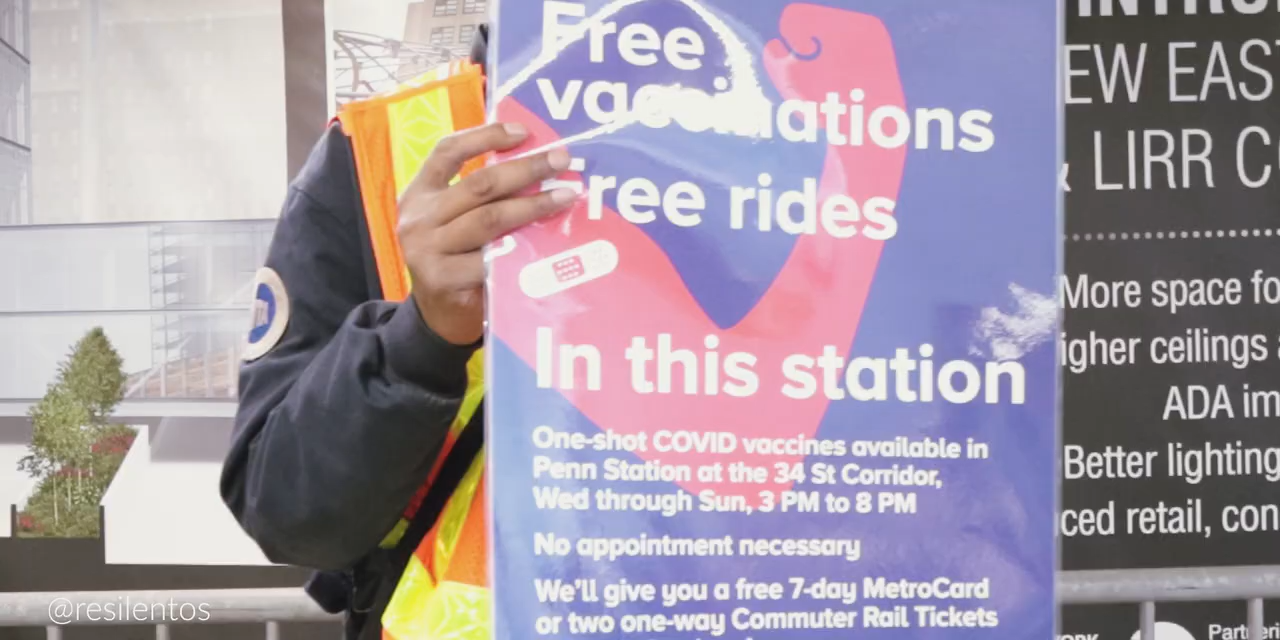 Free
vaccinations
Free rides
In this station
One-shot COVID vaccines available in
Penn Station at the 34 St Corridor,
Wed through Sun, 3 PM to 8 PM
No appointment necessary
We'll give you a free 7-day MetroCard
or two one-way Commuter Rail Tickets
EW EAS
& LIRR C
More space fo
igher ceilings
ADA im
Better lighting
ced retail, con
@resilentos